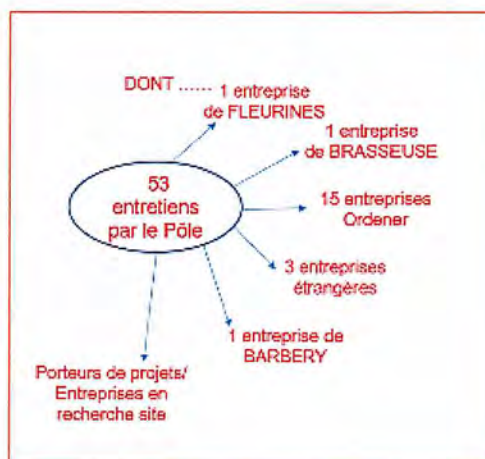 DONT ...... 1 entreprise
de FLEURINES
1 entreprise
de BRASSEUSE
53
entretiens
par le Pôle
15 entreprises
Ordener
3 entreprises
étrangères
1 entreprise de
BARBERY
Porteurs de projets/
Entreprises en
recherche site